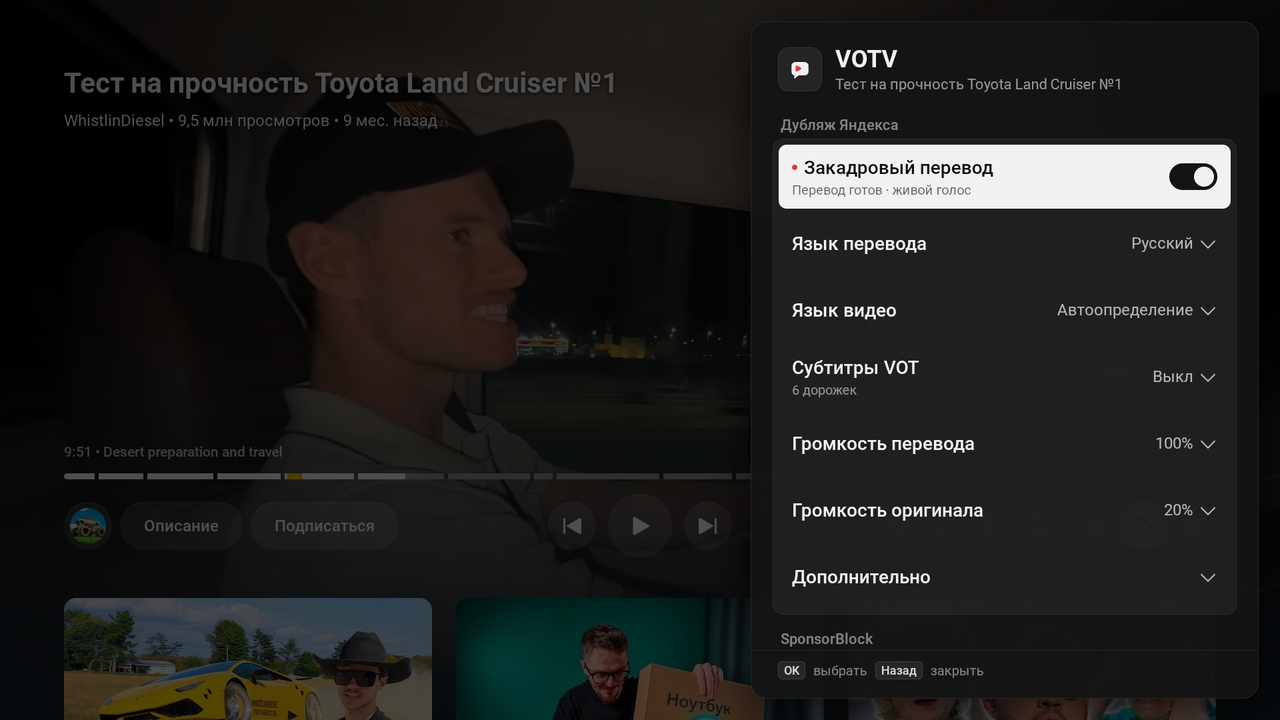 Тест на прочность Toyota Land Cruiser №1
WhistlinDiesel • 9,5 млн просмотров • 9 мес. назад
9:51 • Desert preparation and travel
Описание
Подписаться
Ноутбук
VOTV
Тест на прочность Toyota Land Cruiser №1
Дубляж Яндекса
Закадровый перевод
Перевод готов · живой голос
Язык перевода
Русский
Язык видео
Автоопределение
Субтитры VOT
6 дорожек
Выкл
Громкость перевода
100%
Громкость оригинала
20%
Дополнительно
SponsorBlock
OK выбрать Назад закрыть